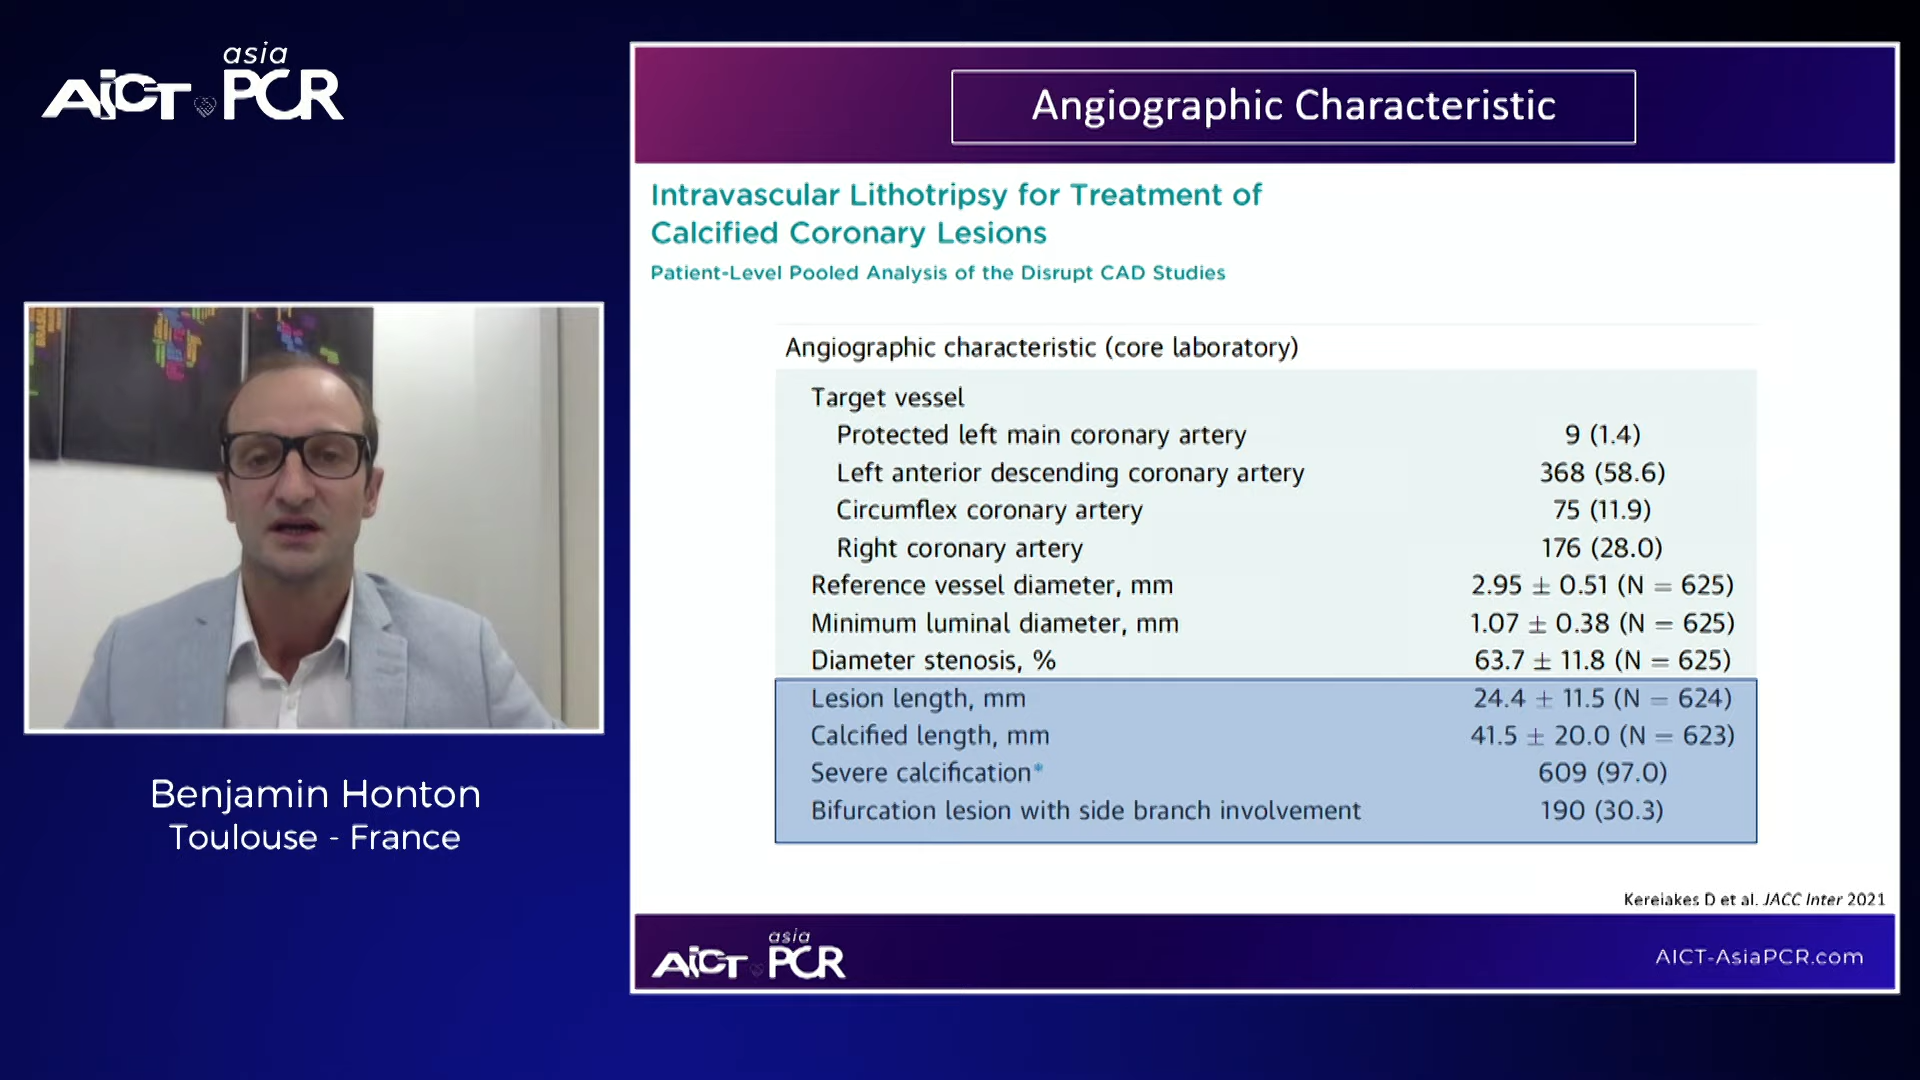 asia
AICT PCR
Angiographic Characteristic
Intravascular Lithotripsy for Treatment of
Calcified Coronary Lesions
Patient-Level Pooled Analysis of the Disrupt CAD Studies
Angiographic characteristic (core laboratory)
Target vessel
Protected left main coronary artery 9 (1.4)
Left anterior descending coronary artery 368 (58.6)
Circumflex coronary artery 75 (11.9)
Right coronary artery 176 (28.0)
Reference vessel diameter, mm 2.95 ± 0.51 (N = 625)
Minimum luminal diameter, mm 1.07 ± 0.38 (N = 625)
Diameter stenosis, % 63.7 ± 11.8 (N = 625)
Lesion length, mm 24.4 ± 11.5 (N = 624)
Calcified length, mm 41.5 ± 20.0 (N = 623)
Severe calcification* 609 (97.0)
Bifurcation lesion with side branch involvement 190 (30.3)
Kereiakes D et al. JACC Inter 2021
asia
AICT PCR
AICT-AsiaPCR.com
Benjamin Honton
Toulouse - France